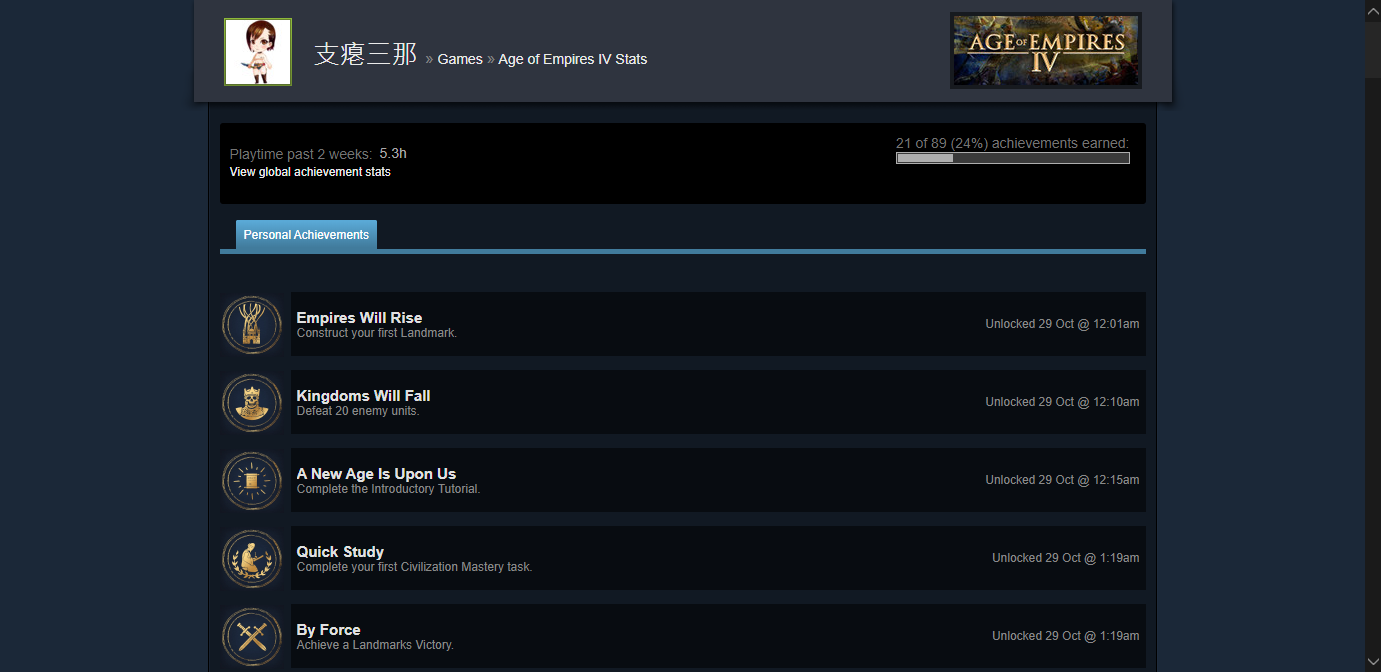 支瘪三那 » Games » Age of Empires IV Stats
AGE OF EMPIRES
IV
Playtime past 2 weeks: 5.3h
View global achievement stats
21 of 89 (24%) achievements earned:
Personal Achievements
Empires Will Rise
Construct your first Landmark.
Unlocked 29 Oct @ 12:01am
Kingdoms Will Fall
Defeat 20 enemy units.
Unlocked 29 Oct @ 12:10am
A New Age Is Upon Us
Complete the Introductory Tutorial.
Unlocked 29 Oct @ 12:15am
Quick Study
Complete your first Civilization Mastery task.
Unlocked 29 Oct @ 1:19am
By Force
Achieve a Landmarks Victory.
Unlocked 29 Oct @ 1:19am